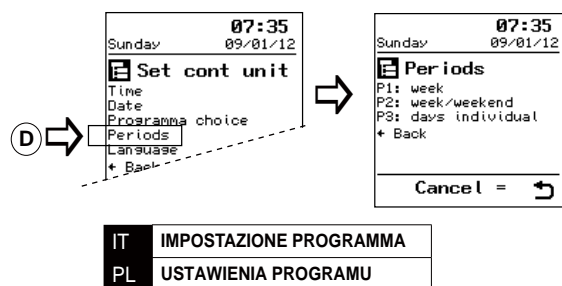 07:35
Sunday 09/01/12
Set cont unit
Time
Date
Programma choice
Periods
Language
← Back
D
07:35
Sunday 09/01/12
Periods
P1: week
P2: week/weekend
P3: days individual
← Back
Cancel =
IT IMPOSTAZIONE PROGRAMMA
PL USTAWIENIA PROGRAMU